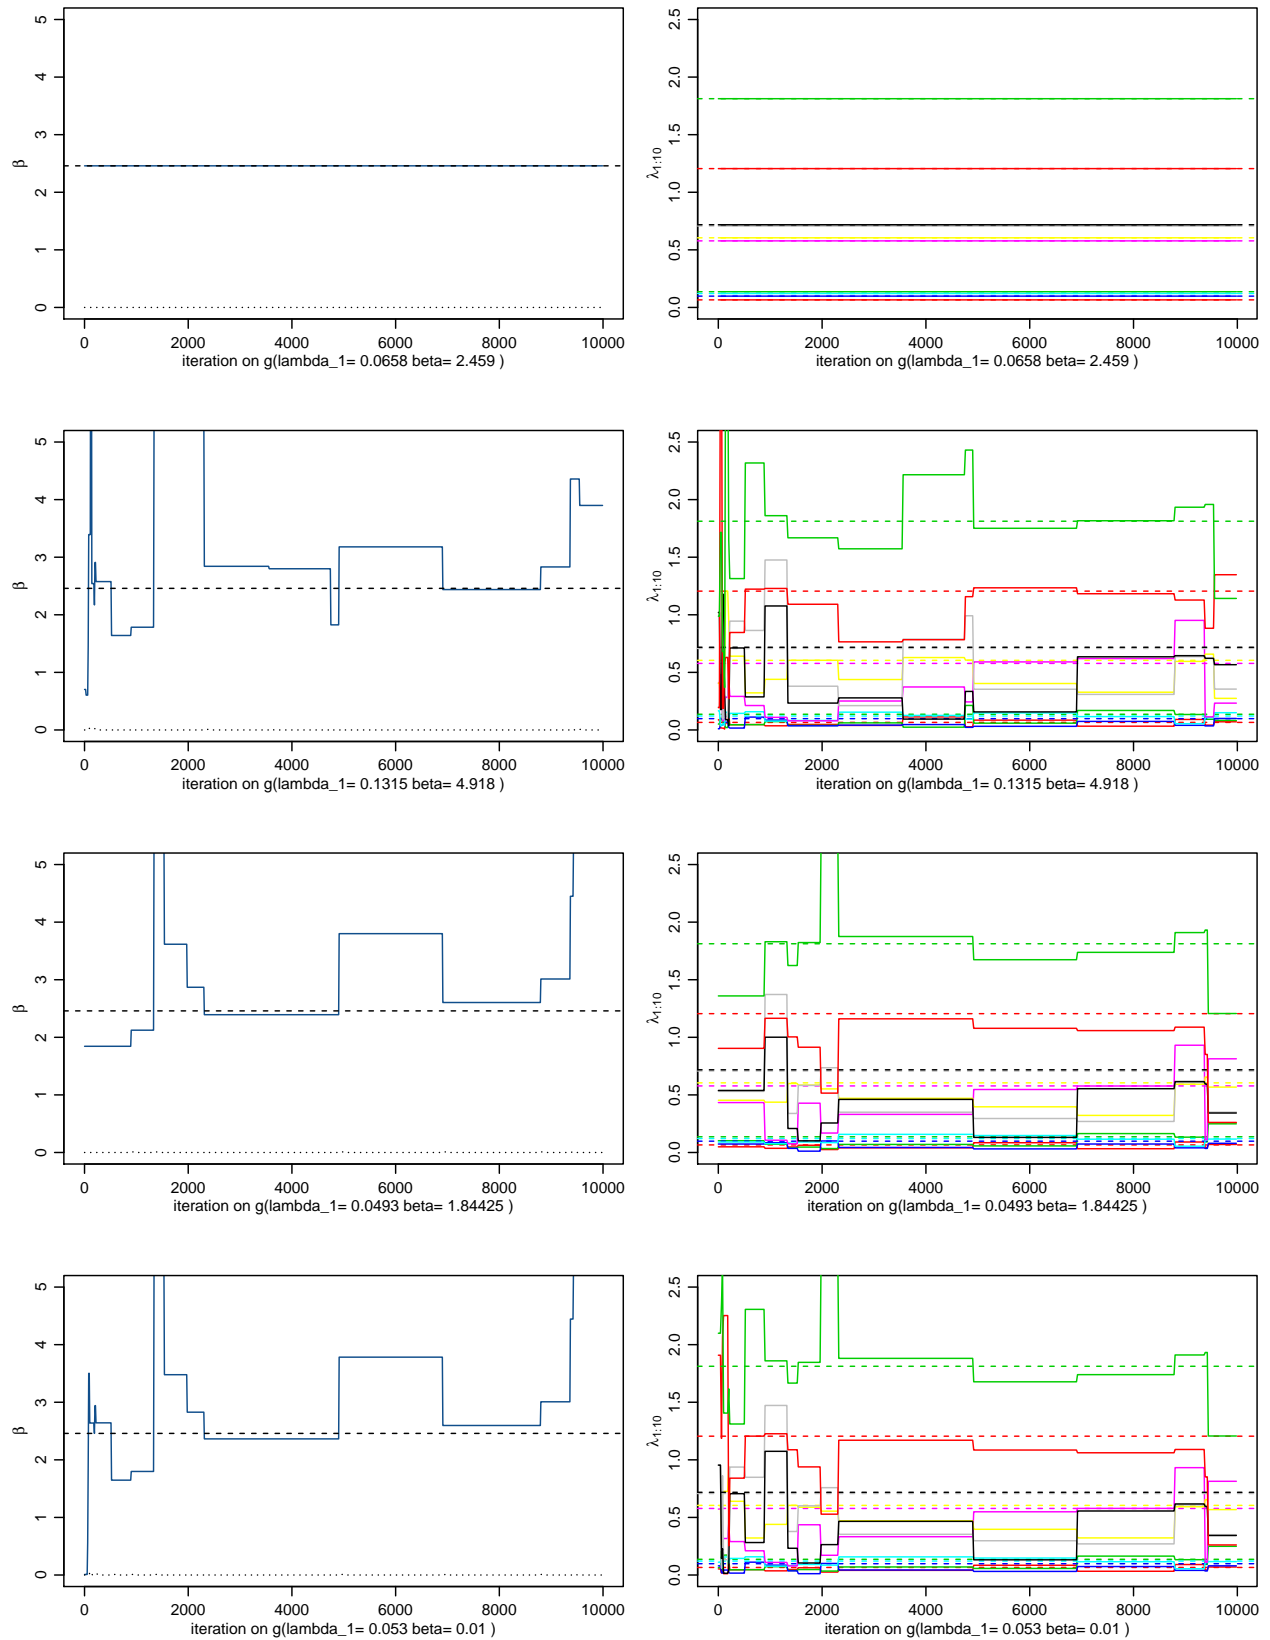 β
0 1 2 3 4 5
0 2000 4000 6000 8000 10000
iteration on g(lambda_1= 0.0658 beta= 2.459 )
λ1:10
0.0 0.5 1.0 1.5 2.0 2.5
0 2000 4000 6000 8000 10000
iteration on g(lambda_1= 0.0658 beta= 2.459 )
β
0 1 2 3 4 5
0 2000 4000 6000 8000 10000
iteration on g(lambda_1= 0.1315 beta= 4.918 )
λ1:10
0.0 0.5 1.0 1.5 2.0 2.5
0 2000 4000 6000 8000 10000
iteration on g(lambda_1= 0.1315 beta= 4.918 )
β
0 1 2 3 4 5
0 2000 4000 6000 8000 10000
iteration on g(lambda_1= 0.0493 beta= 1.84425 )
λ1:10
0.0 0.5 1.0 1.5 2.0 2.5
0 2000 4000 6000 8000 10000
iteration on g(lambda_1= 0.0493 beta= 1.84425 )
β
0 1 2 3 4 5
0 2000 4000 6000 8000 10000
iteration on g(lambda_1= 0.053 beta= 0.01 )
λ1:10
0.0 0.5 1.0 1.5 2.0 2.5
0 2000 4000 6000 8000 10000
iteration on g(lambda_1= 0.053 beta= 0.01 )